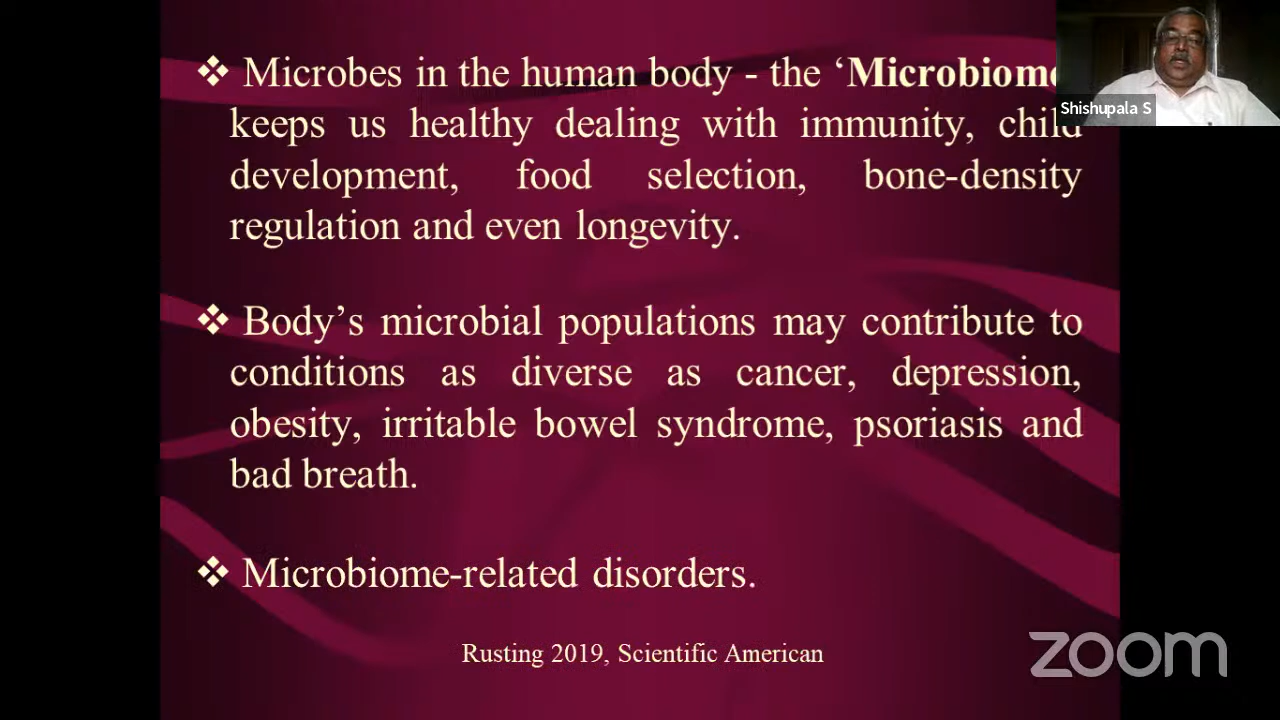 ❖ Microbes in the human body - the ‘Microbiome
keeps us healthy dealing with immunity, child
development, food selection, bone-density
regulation and even longevity.
❖ Body’s microbial populations may contribute to
conditions as diverse as cancer, depression,
obesity, irritable bowel syndrome, psoriasis and
bad breath.
❖ Microbiome-related disorders.
Rusting 2019, Scientific American
Shishupala S
zoom